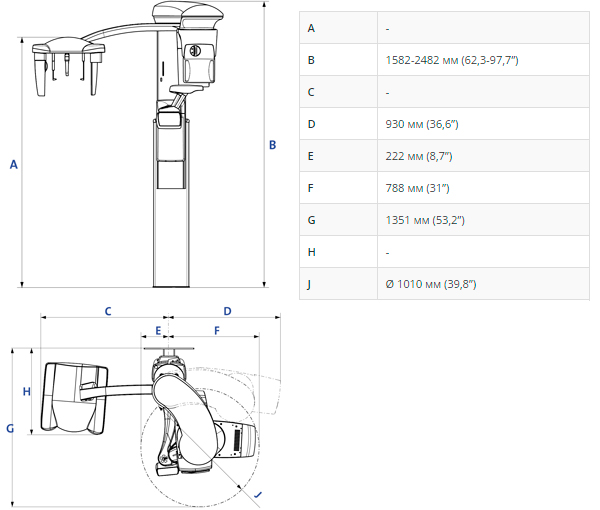 A
B
C
D
E
F
H
G
J
A -
B 1582-2482 мм (62,3-97,7”)
C -
D 930 мм (36,6”)
E 222 мм (8,7”)
F 788 мм (31”)
G 1351 мм (53,2”)
H -
J Ø 1010 мм (39,8”)